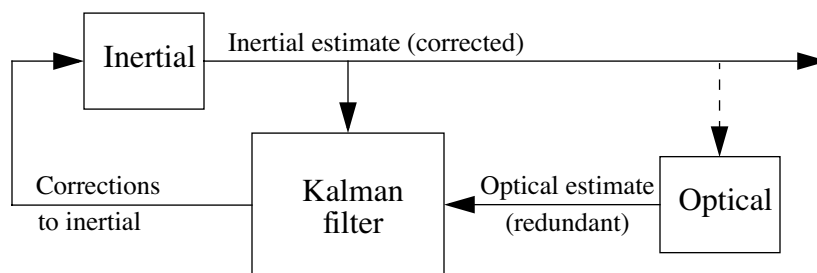 Inertial
Inertial estimate (corrected)
Corrections
to inertial
Kalman
filter
Optical estimate
(redundant)
Optical